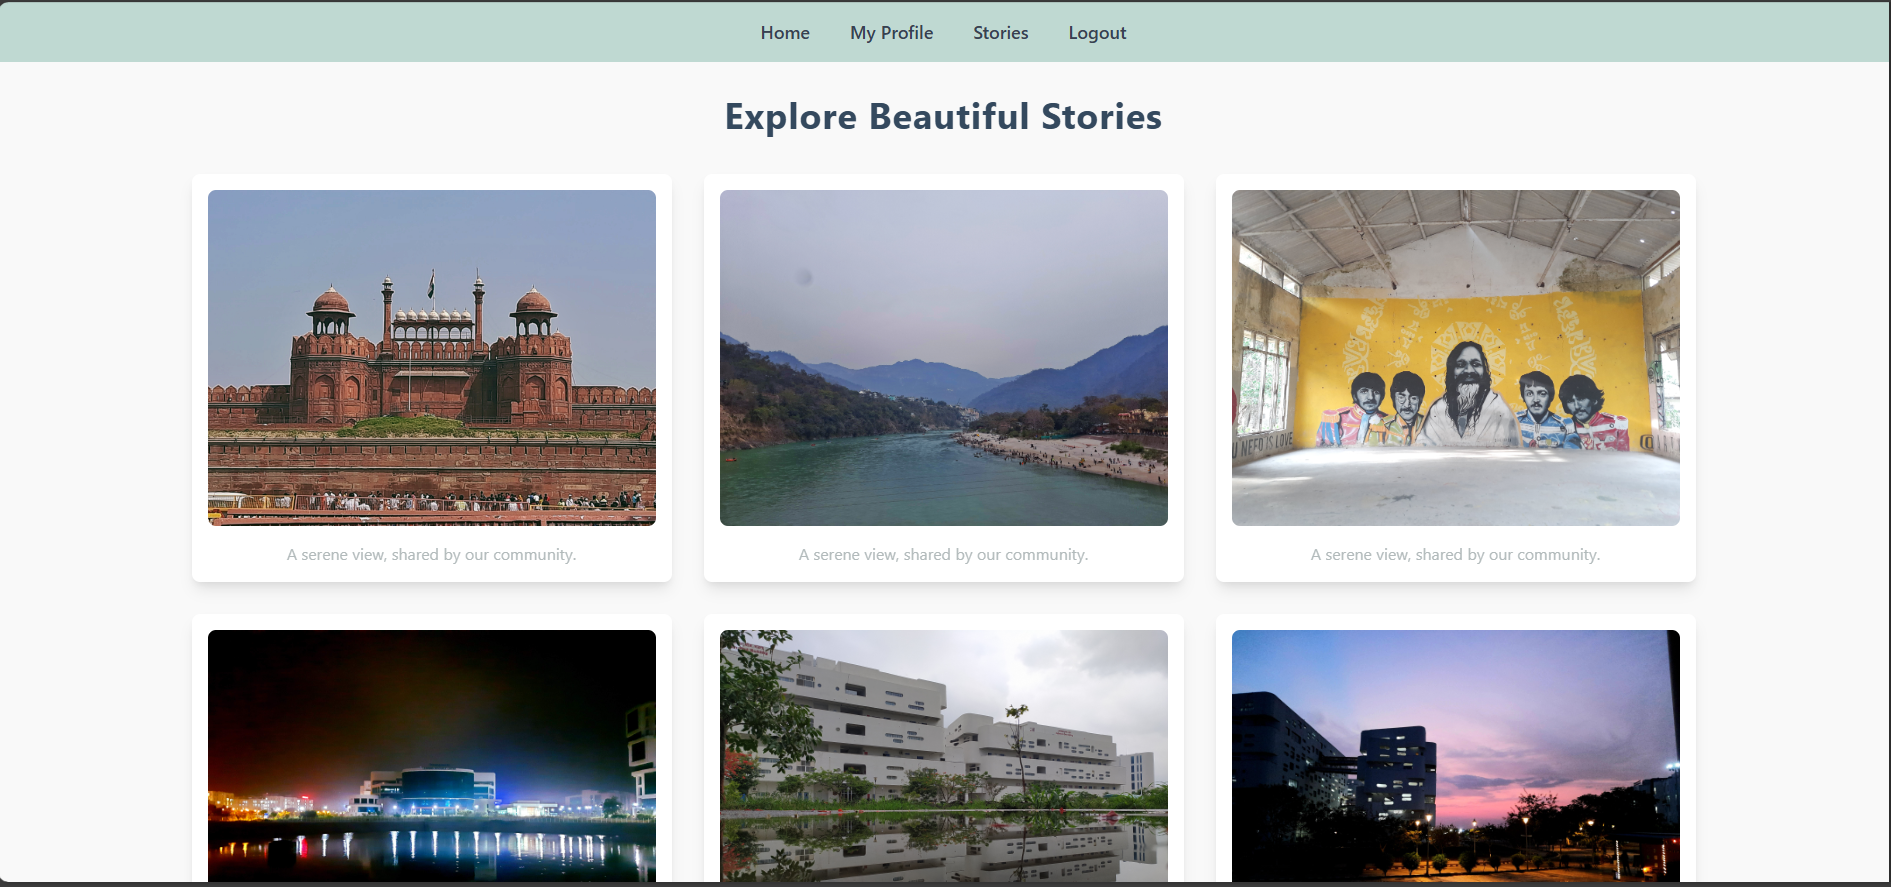 Home My Profile Stories Logout
Explore Beautiful Stories
U NEED IS LOVE
A serene view, shared by our community.
A serene view, shared by our community.
A serene view, shared by our community.